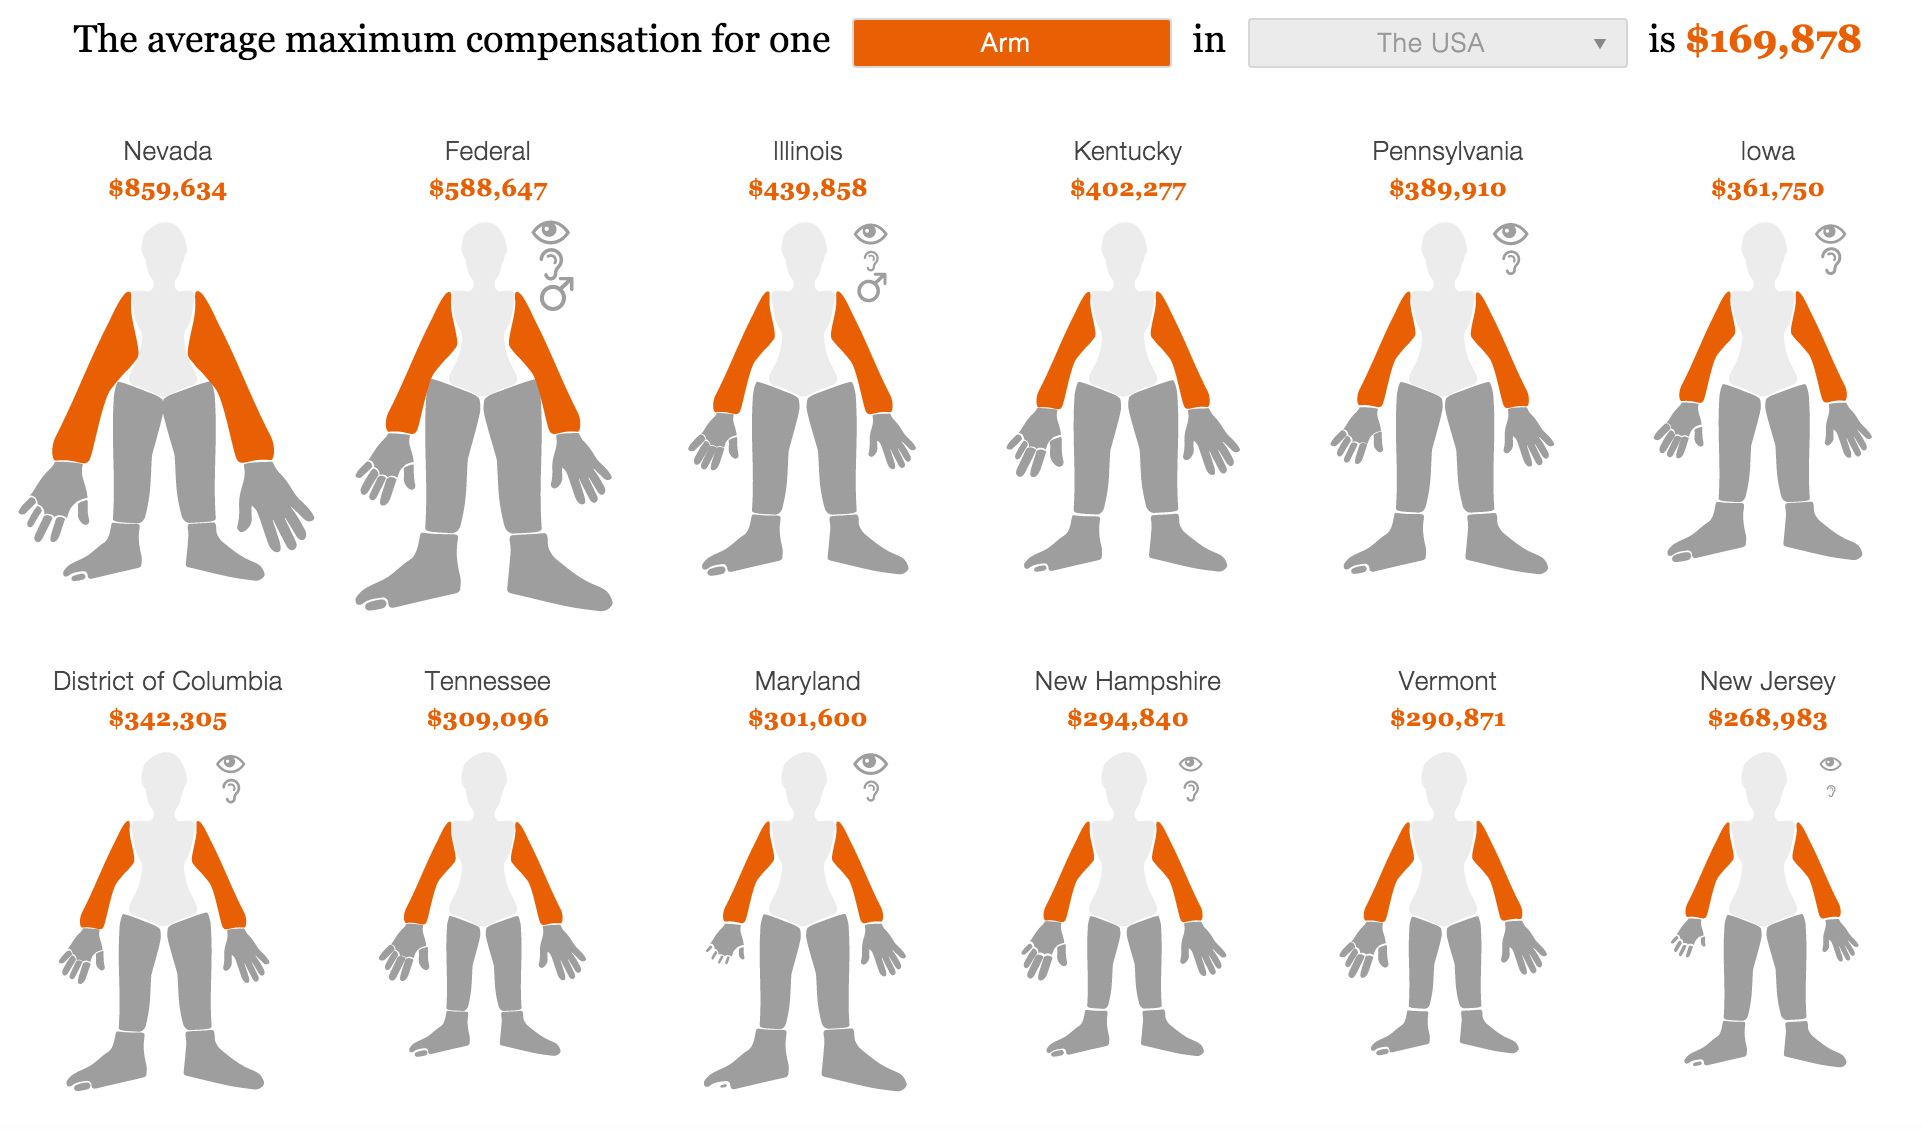 The average maximum compensation for one Arm in The USA is $169,878
Nevada Federal Illinois Kentucky Pennsylvania Iowa
$859,634 $588,647 $439,858 $402,277 $389,910 $361,750
District of Columbia Tennessee Maryland New Hampshire Vermont New Jersey
$342,305 $309,096 $301,600 $294,840 $290,871 $268,983